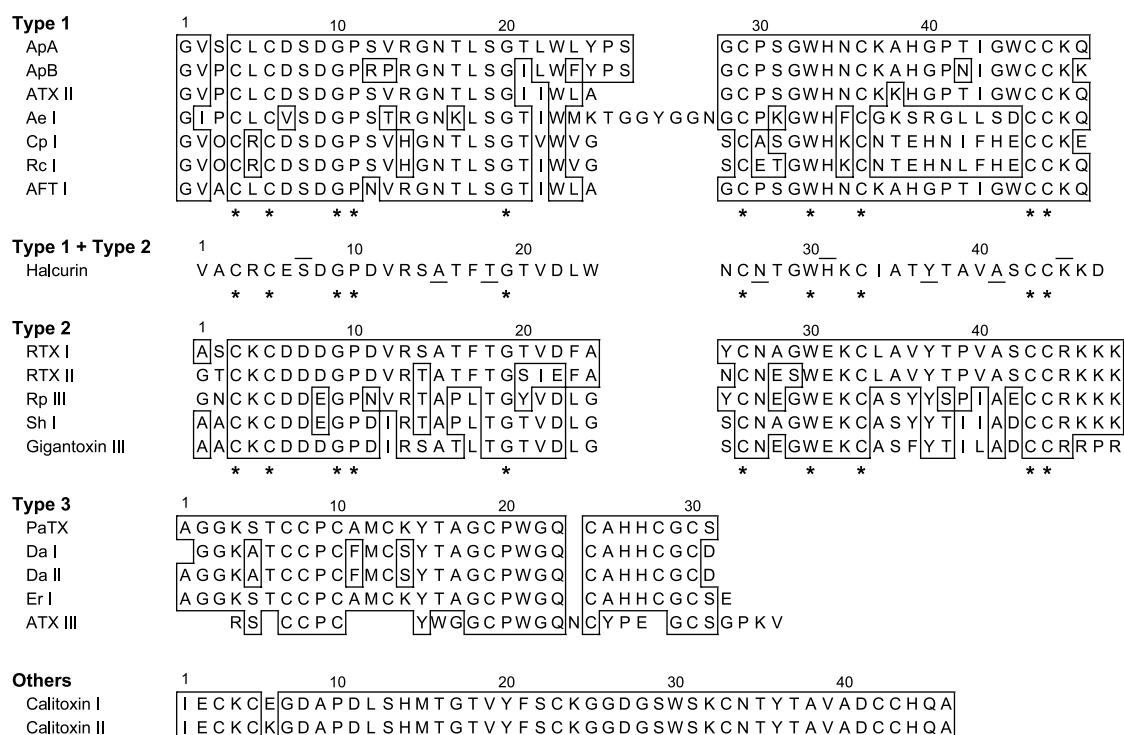 Type 1
1 10 20 30 40
ApA GVSCLCDSDGPSVRGNTLSGTLWLYPS GCPSGWHNCKAHGPTIGWCCKQ
ApB GVPCLCDSDGPRPRGNTLSGILWFYPS GCPSGWHNCKAHGPNIGWCCKK
ATX II GVPCLCDSDGPSVRGNTLSGIIWLA GCPSGWHNCKKHGPTIGWCCKQ
Ae I GIPCLCVSDGPSTRGNKLSGTIWMKTGGYGGNGCPKGWHFCGKSRGLLSDCCKQ
Cp I GVOCRCDSDGPSVHGNTLSGTVWVG SCASGWHKCNTEHNIFHECCKE
Rc I GVOCRCDSDGPSVHGNTLSGTIWVG SCETGWHKCNTEHNLFHECCKQ
AFT I GVACLCDSDGPNVRGNTLSGTIWLA GCPSGWHNCKAHGPTIGWCCKQ
* * * * * * * * * *
Type 1 + Type 2
1 10 20 30 40
Halcurin VACRCESDGPDVRSATFTGTVDLW NCNTGWHKCIATYTAVASCCKKD
* * * * * * * * * *
Type 2
1 10 20 30 40
RTX I ASCKCDDDGPDVRSATFTGTVDFA YCNAGWEKCLAVYTPVASCCRKKK
RTX II GTCKCDDDGPDVRTATFTGSIEFA NCNESWEKCLAVYTPVASCCRKKK
Rp III GNCKCDDEGPNVRTAPLTGYVDLG YCNEGWEKCASYYSPIAECCRKKK
Sh I AACKCDDEGPDIRTAPLTGTVDLG SCNAGWEKCASYYTIIADCCRKKK
Gigantoxin III AACKCDDDGPDIRSATLTGTVDLG SCNEGWEKCASFYTILADCCRRPR
* * * * * * * * * *
Type 3
1 10 20 30
PaTX AGGKSTCCPCAMCKYTAGCPWGQ CAHHCGCS
Da I GGKATCCPCFMCSYTAGCPWGQ CAHHCGCD
Da II AGGKATCCPCFMCSYTAGCPWGQ CAHHCGCD
Er I AGGKSTCCPCAMCKYTAGCPWGQ CAHHCGCSE
ATX III RS CCPC YWGGCPWGQNCYPE GCSGPKV
Others
1 10 20 30 40
Calitoxin I IECKCEGDAPDLSHMTGTVYFSCKGGDGSWSKCNTYTAVADCCHQA
Calitoxin II IECKCKGDAPDLSHMTGTVYFSCKGGDGSWSKCNTYTAVADCCHQA